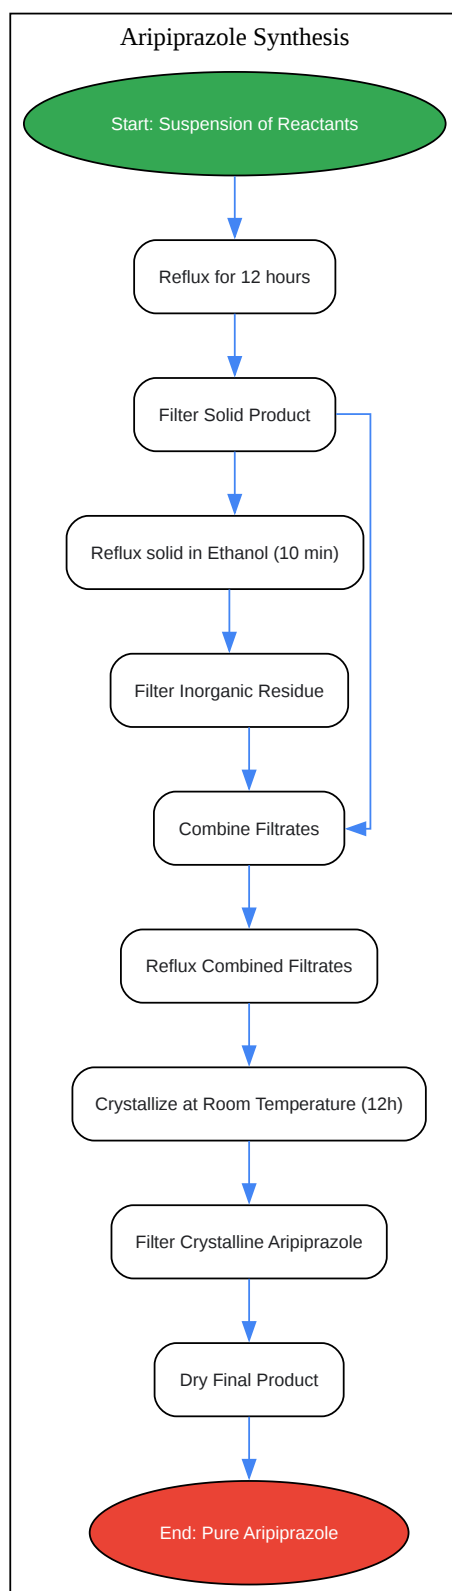 Aripiprazole Synthesis
Start: Suspension of Reactants
Reflux for 12 hours
Filter Solid Product
Reflux solid in Ethanol (10 min)
Filter Inorganic Residue
Combine Filtrates
Reflux Combined Filtrates
Crystallize at Room Temperature (12h)
Filter Crystalline Aripiprazole
Dry Final Product
End: Pure Aripiprazole